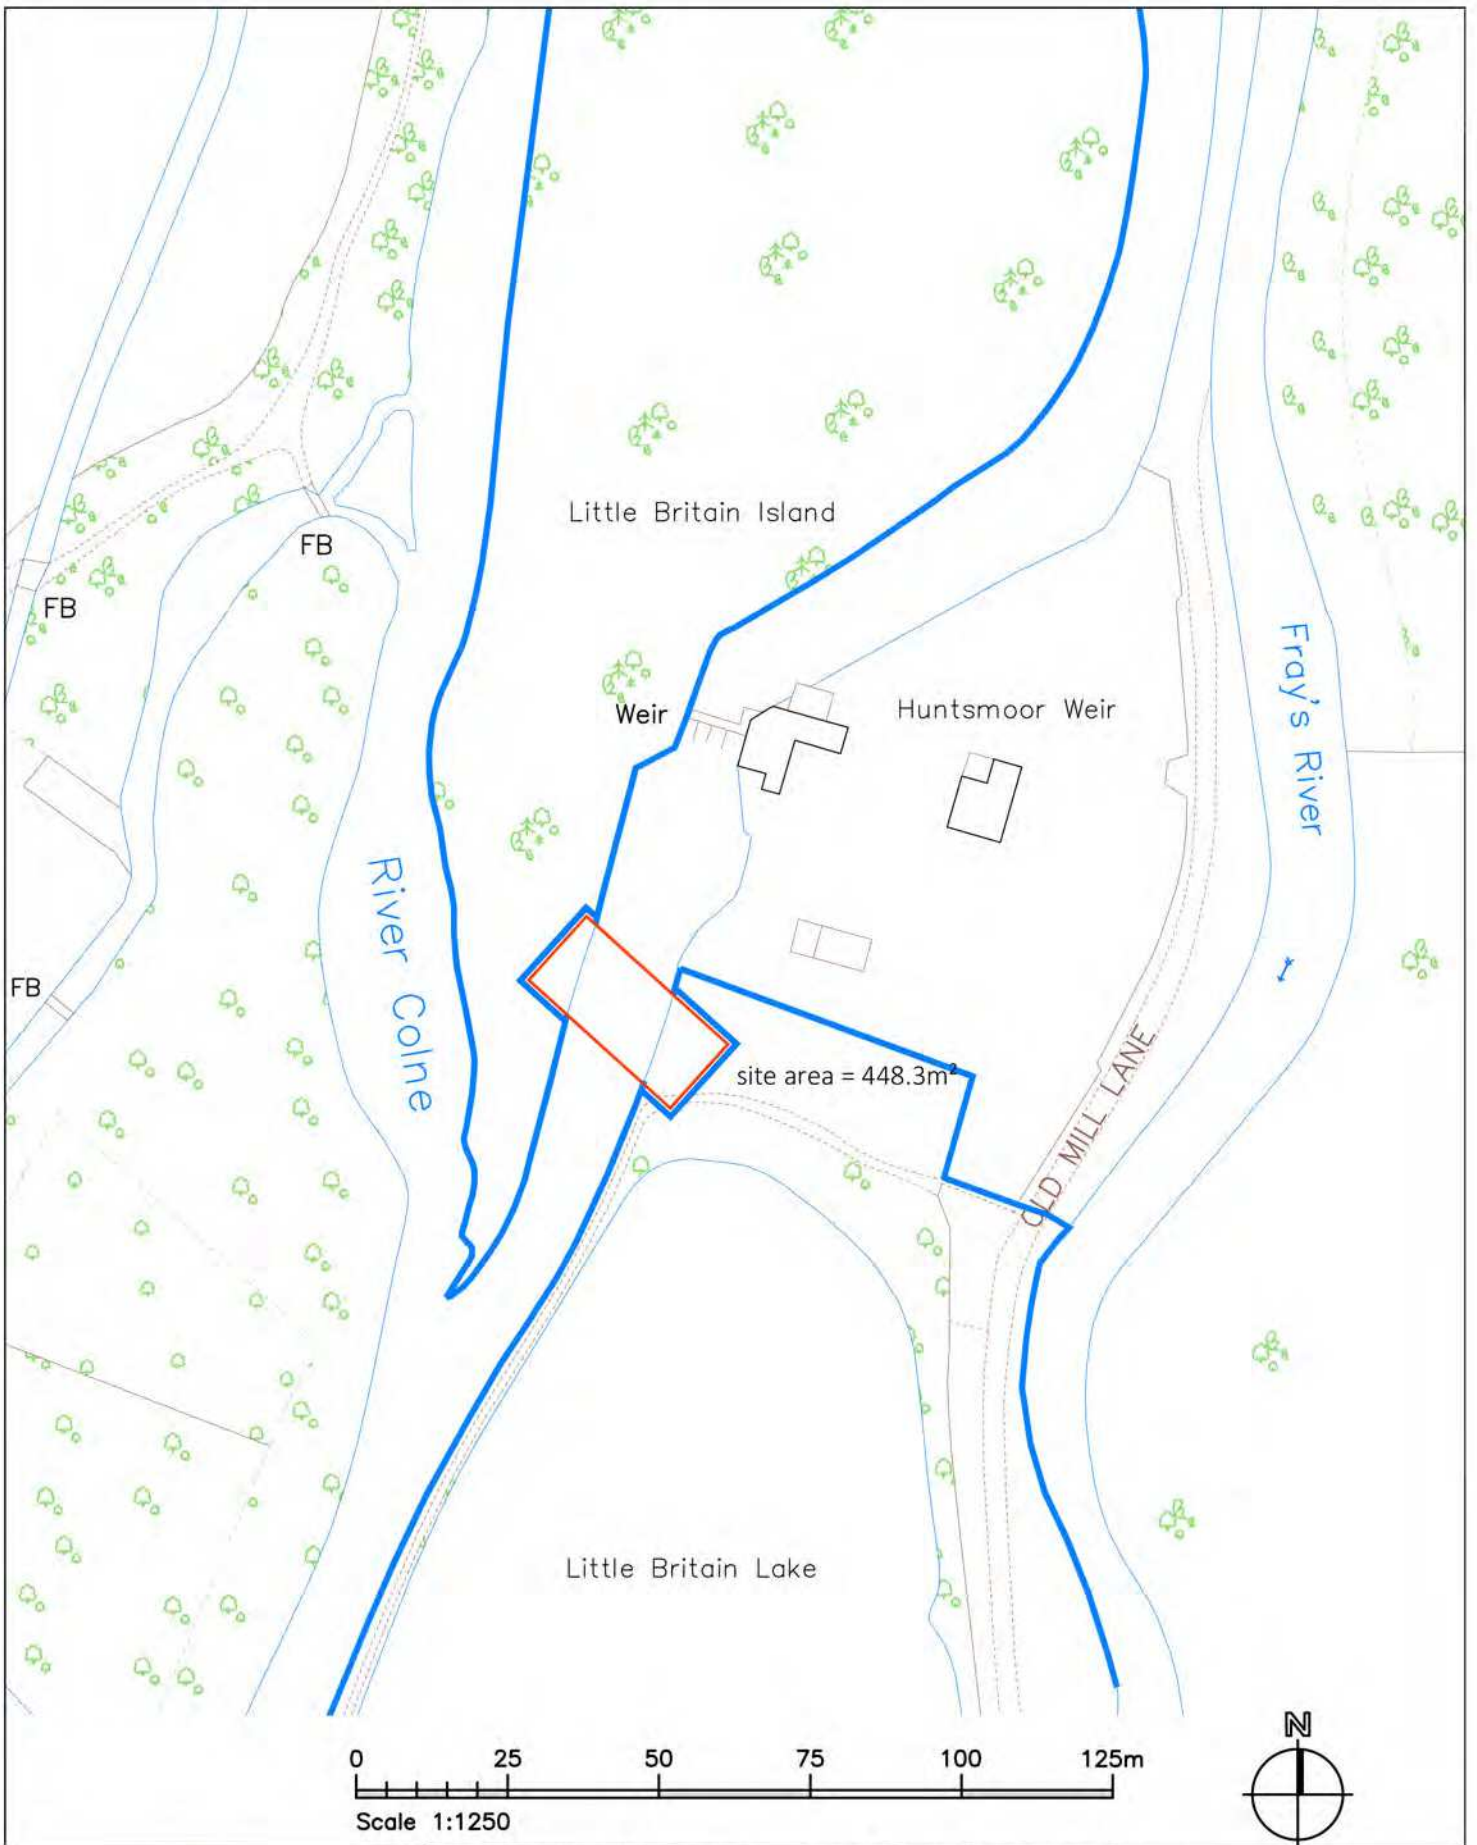 Little Britain Island
FB
FB
Fray's River
Weir
Huntsmoor Weir
River Colne
FB
site area = 448.3m²
OLD MILL LANE
Little Britain Lake
N
0 25 50 75 100 125m
Scale 1:1250